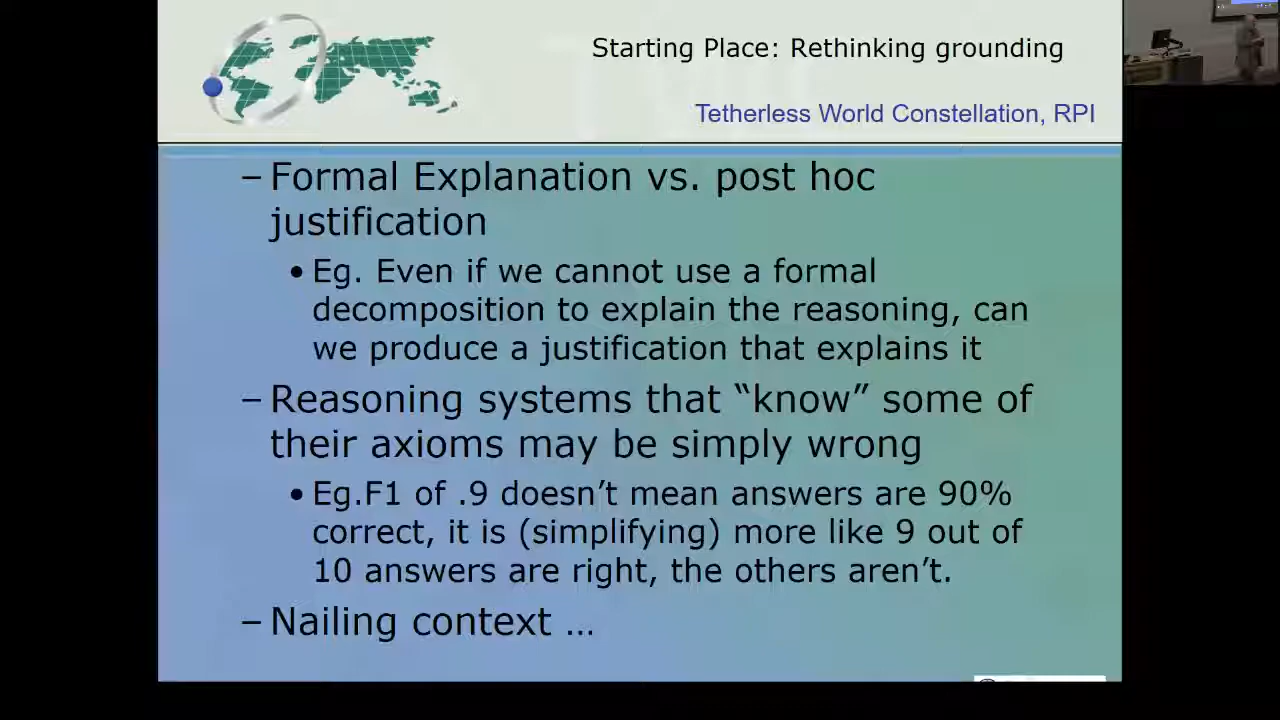 Starting Place: Rethinking grounding
Tetherless World Constellation, RPI
– Formal Explanation vs. post hoc
justification
• Eg. Even if we cannot use a formal
decomposition to explain the reasoning, can
we produce a justification that explains it
– Reasoning systems that “know” some of
their axioms may be simply wrong
• Eg.F1 of .9 doesn’t mean answers are 90%
correct, it is (simplifying) more like 9 out of
10 answers are right, the others aren’t.
– Nailing context …